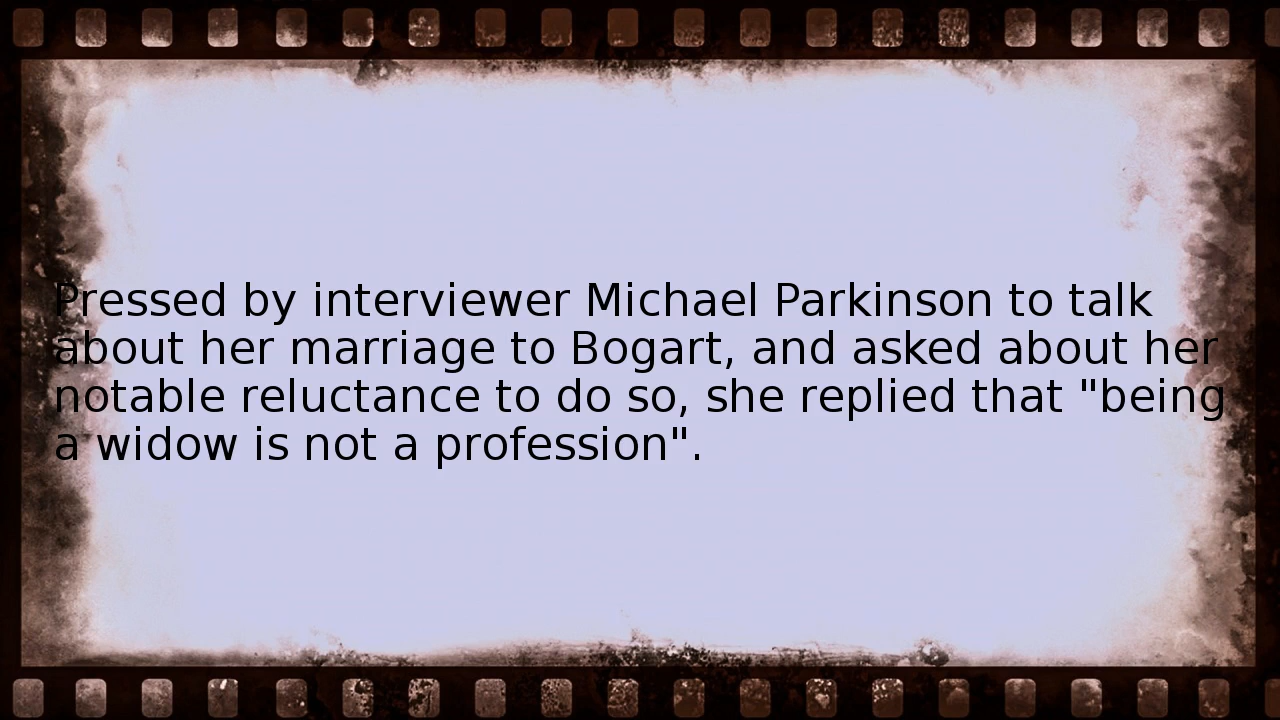 Pressed by interviewer Michael Parkinson to talk
about her marriage to Bogart, and asked about her
notable reluctance to do so, she replied that "being
a widow is not a profession".